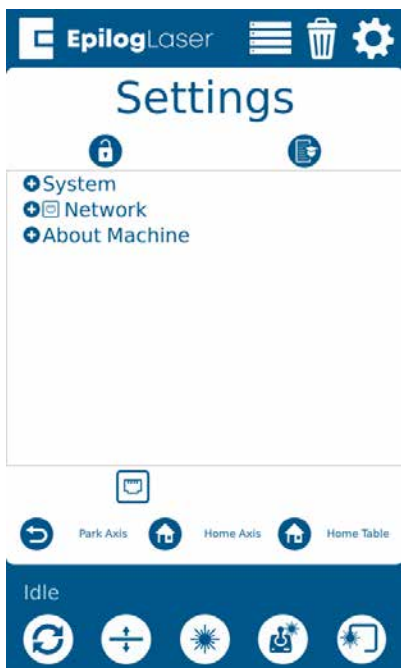 EpilogLaser
Settings
System
Network
About Machine
Park Axis Home Axis Home Table
Idle